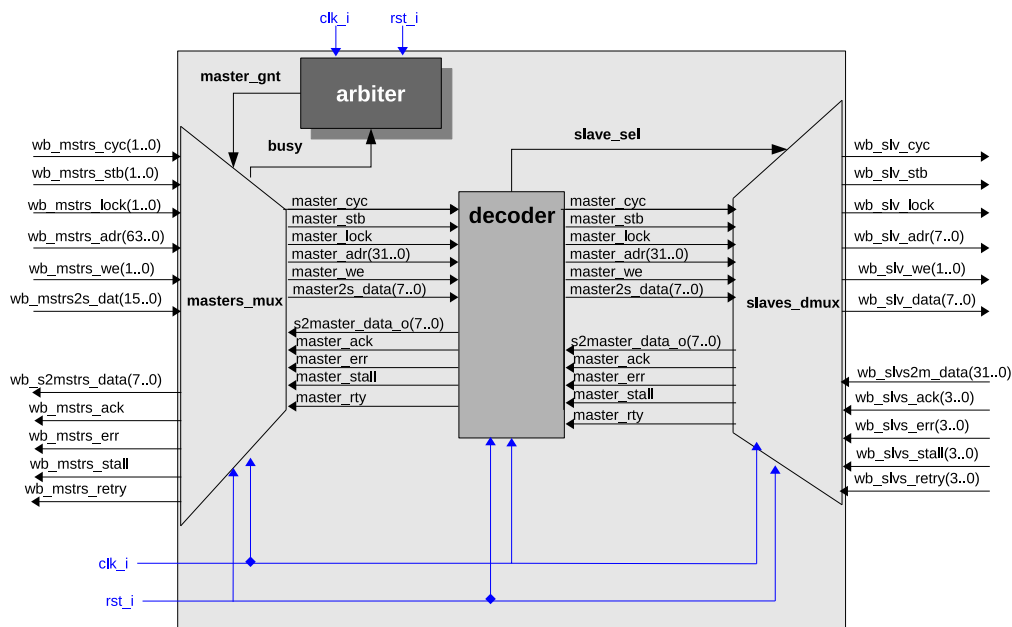 clk_i
rst_i
master_gnt
arbiter
busy
slave_sel
wb_mstrs_cyc(1..0)
wb_mstrs_stb(1..0)
wb_mstrs_lock(1..0)
wb_mstrs_adr(63..0)
wb_mstrs_we(1..0)
wb_mstrs2s_dat(15..0)
masters_mux
wb_s2mstrs_data(7..0)
wb_mstrs_ack
wb_mstrs_err
wb_mstrs_stall
wb_mstrs_retry
master_cyc
master_stb
master_lock
master_adr(31..0)
master_we
master2s_data(7..0)
s2master_data_o(7..0)
master_ack
master_err
master_stall
master_rty
decoder
master_cyc
master_stb
master_lock
master_adr(31..0)
master_we
master2s_data(7..0)
s2master_data_o(7..0)
master_ack
master_err
master_stall
master_rty
slaves_dmux
wb_slv_cyc
wb_slv_stb
wb_slv_lock
wb_slv_adr(7..0)
wb_slv_we(1..0)
wb_slv_data(7..0)
wb_slvs2m_data(31..0)
wb_slvs_ack(3..0)
wb_slvs_err(3..0)
wb_slvs_stall(3..0)
wb_slvs_retry(3..0)
clk_i
rst_i